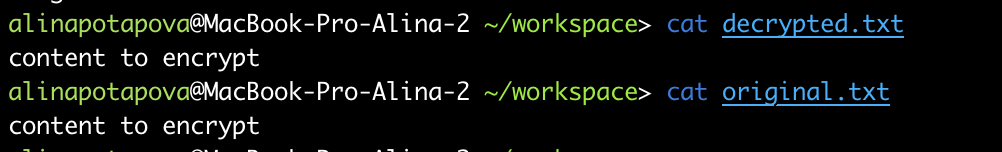 alinapotapova@MacBook-Pro-Alina-2 ~/workspace> cat decrypted.txt
content to encrypt
alinapotapova@MacBook-Pro-Alina-2 ~/workspace> cat original.txt
content to encrypt